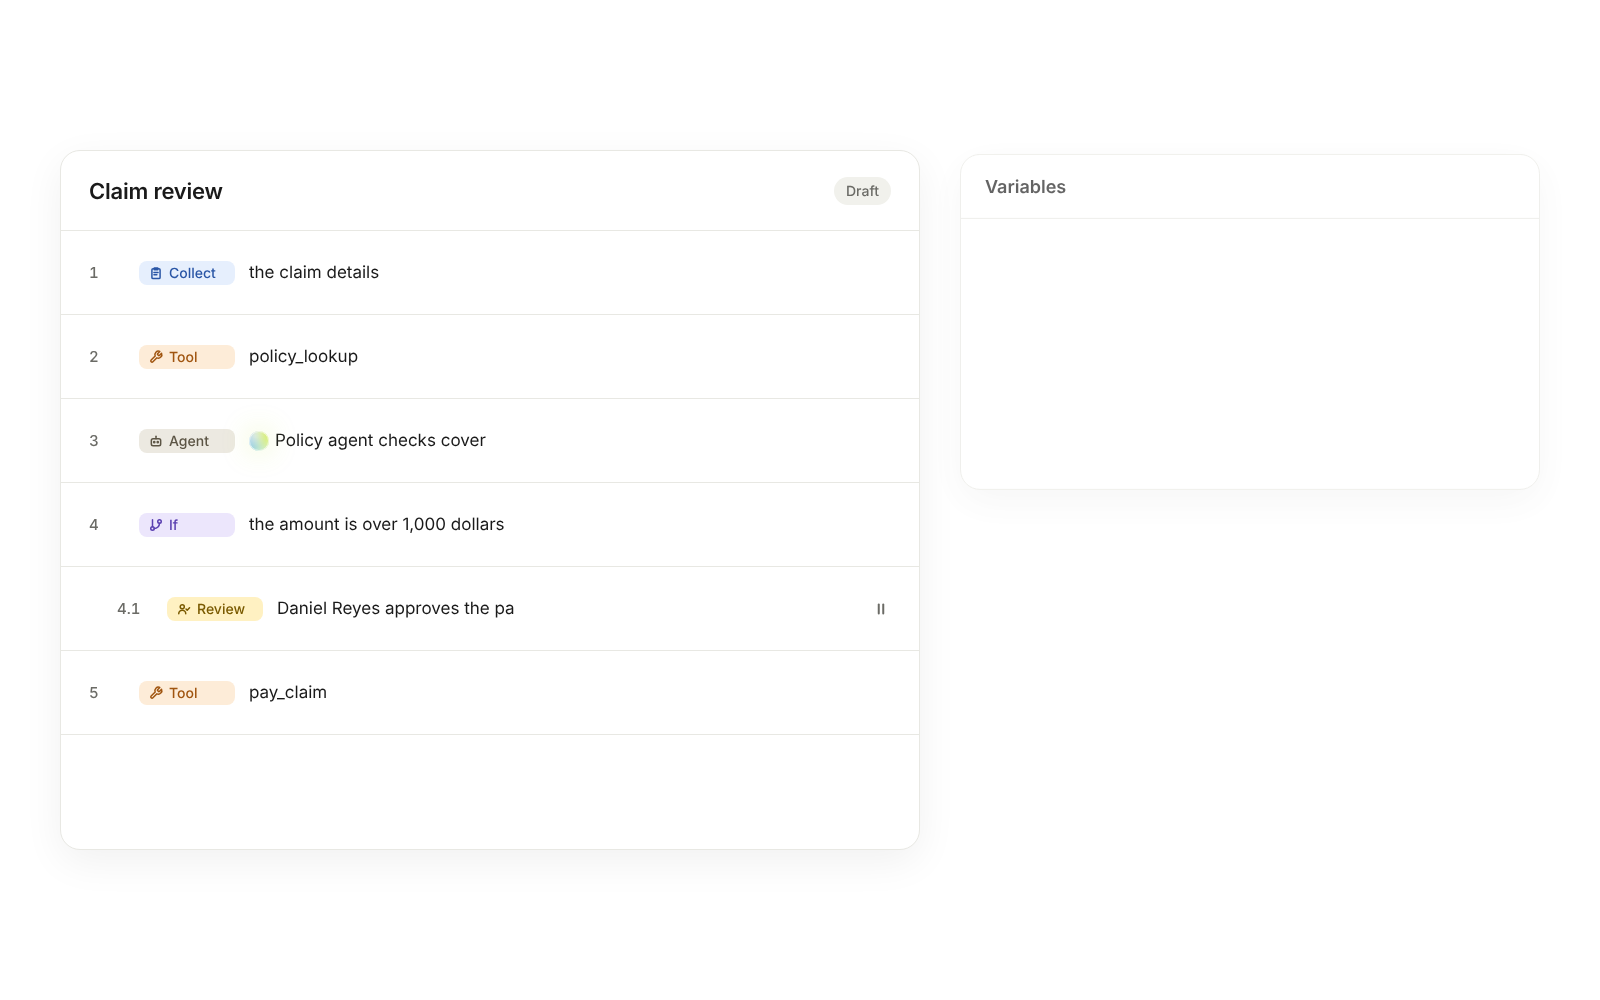 Claim review
Draft
1 Collect the claim details
2 Tool policy_lookup
3 Agent Policy agent checks cover
4 If the amount is over 1,000 dollars
4.1 Review Daniel Reyes approves the pa
5 Tool pay_claim
Variables